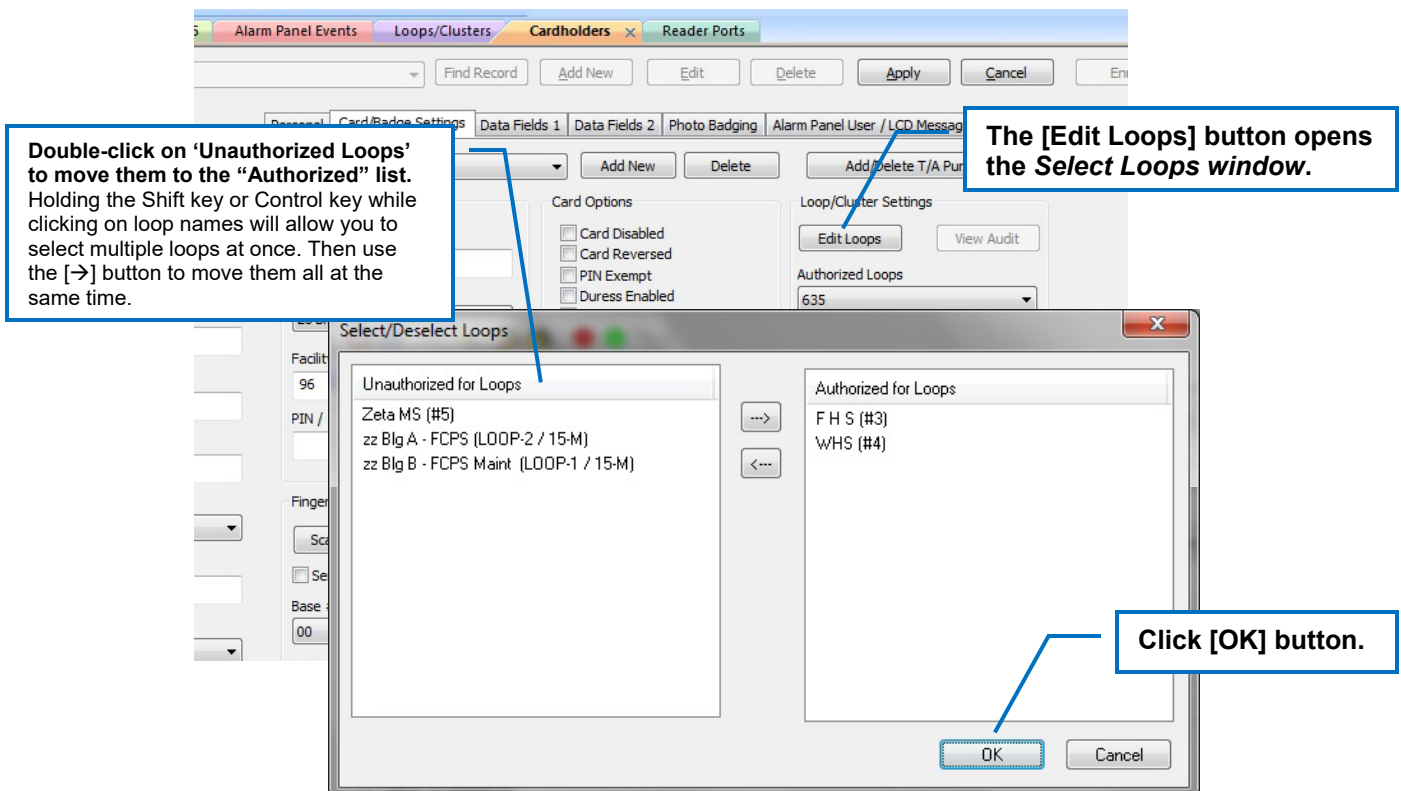 5 Alarm Panel Events Loops/Clusters Cardholders Reader Ports
Find Record Add New Edit Delete Apply Cancel
Personal Card/Badge Settings Data Fields 1 Data Fields 2 Photo Badging Alarm Panel User / LCD Messag
The [Edit Loops] button opens
the Select Loops window.
Double-click on ‘Unauthorized Loops’
to move them to the “Authorized” list.
Holding the Shift key or Control key while
clicking on loop names will allow you to
select multiple loops at once. Then use
the [→] button to move them all at the
same time.
Add New Delete Add/Delete T/A Pun
Card Options
Card Disabled
Card Reversed
PIN Exempt
Duress Enabled
Loop/Cluster Settings
Edit Loops View Audit
Authorized Loops
635
Select/Deselect Loops
Facilit
96
PIN /
Finger
Sca
Se
Base
00
Unauthorized for Loops
Zeta MS (#5)
zz Blg A - FCPS (LOOP-2 / 15-M)
zz Blg B - FCPS Maint (LOOP-1 / 15-M)
--->
<---
Authorized for Loops
F H S (#3)
WHS (#4)
Click [OK] button.
OK Cancel